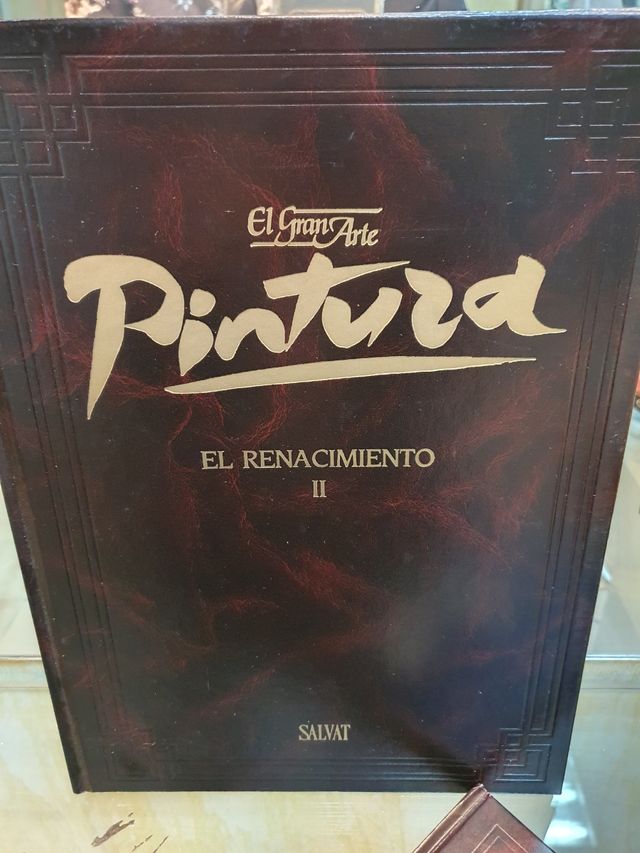 El Gran Arte
Pintura
EL RENACIMIENTO
II
SALVAT